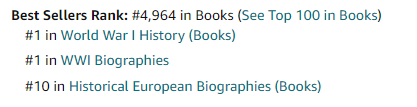 Best Sellers Rank: #4,964 in Books (See Top 100 in Books)
#1 in World War I History (Books)
#1 in WWI Biographies
#10 in Historical European Biographies (Books)